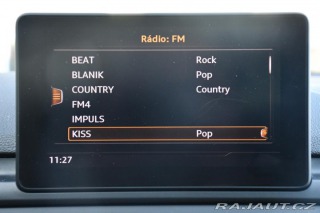 Rádio: FM
BEAT Rock
BLANIK Pop
COUNTRY Country
FM4
IMPULS
KISS Pop
11:27
RAJAUT.CZ